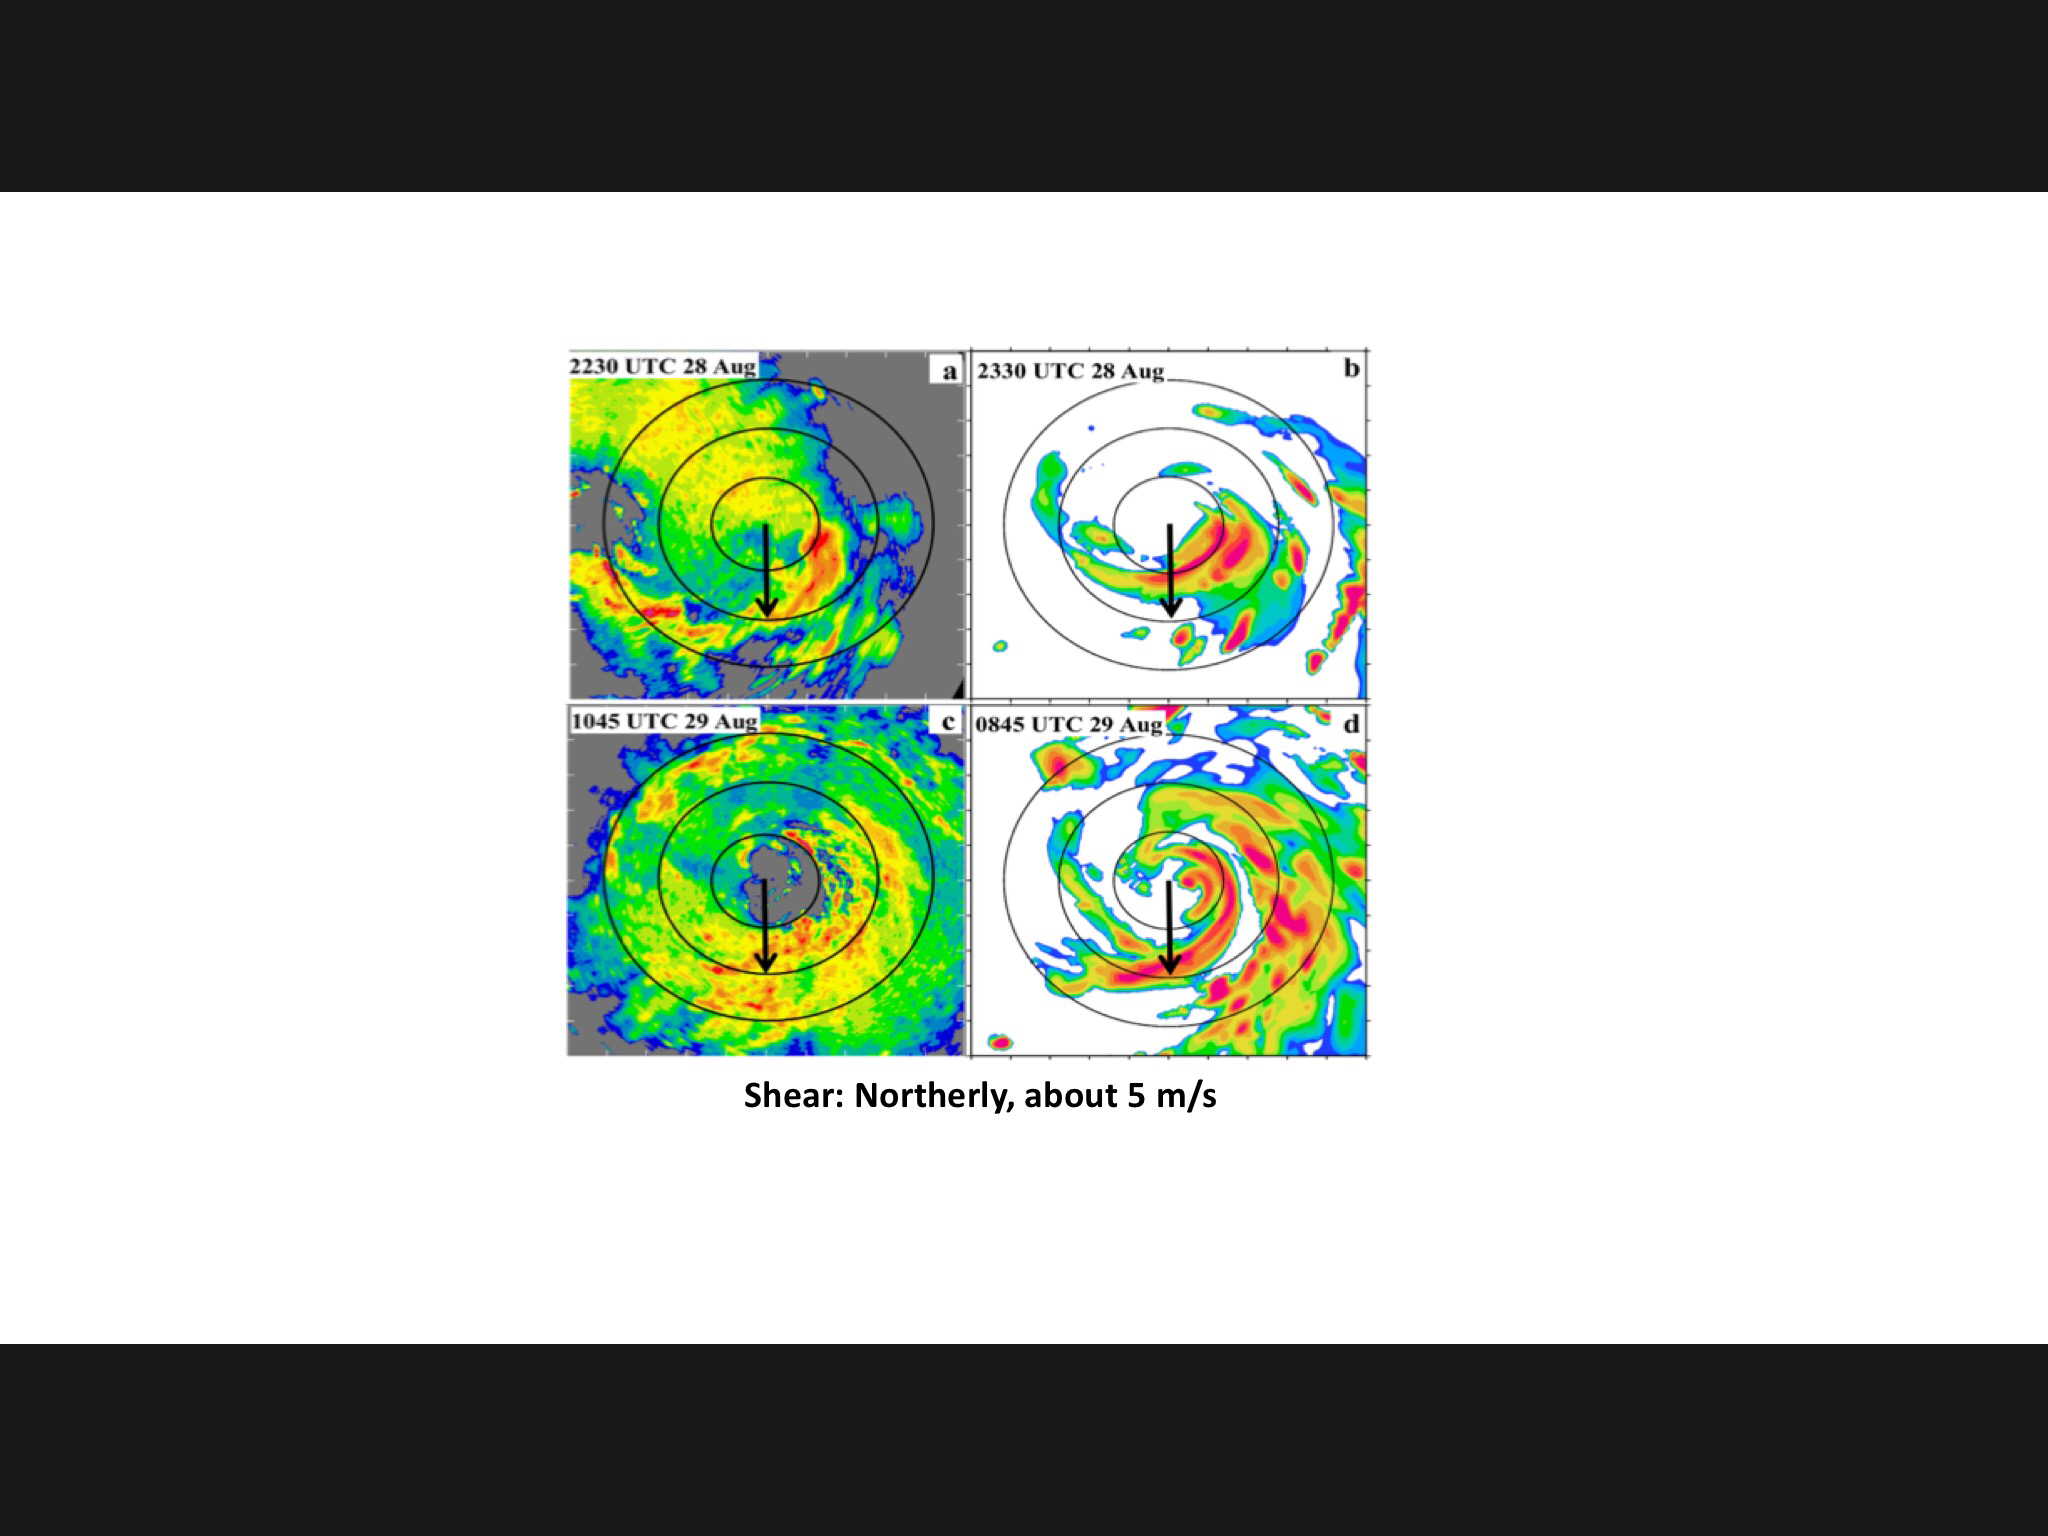 2230 UTC 28 Aug
a
2330 UTC 28 Aug
b
1045 UTC 29 Aug
c
0845 UTC 29 Aug
d
Shear: Northerly, about 5 m/s